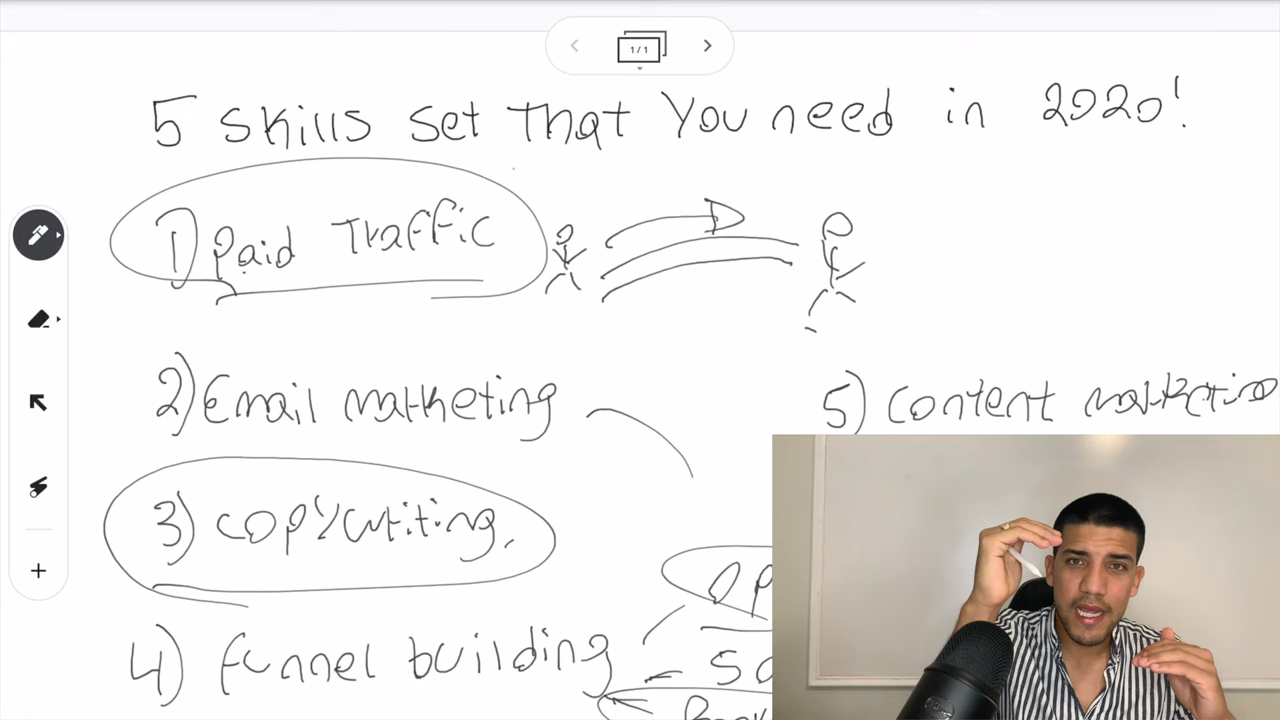 1/1
5 skills set That You need in 2020!
1) Paid Traffic
2) Email marketing
5) content marketing
3) copywriting,
4) funnel building